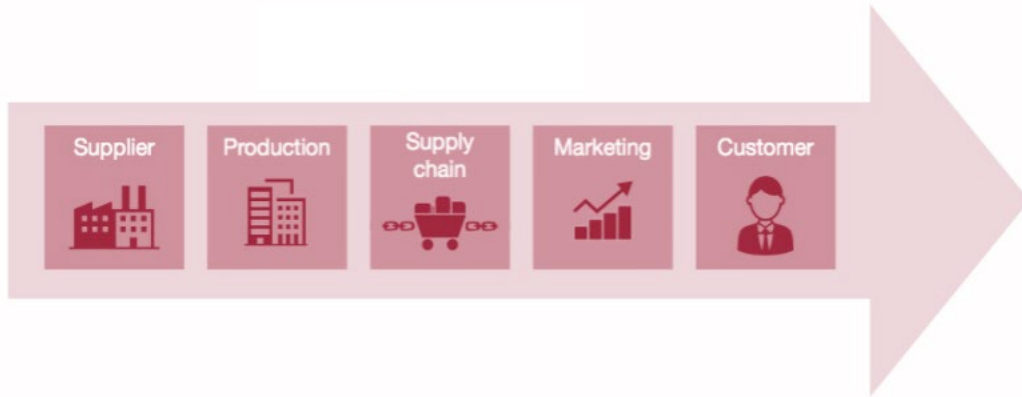 Supplier
Production
Supply
chain
Marketing
Customer